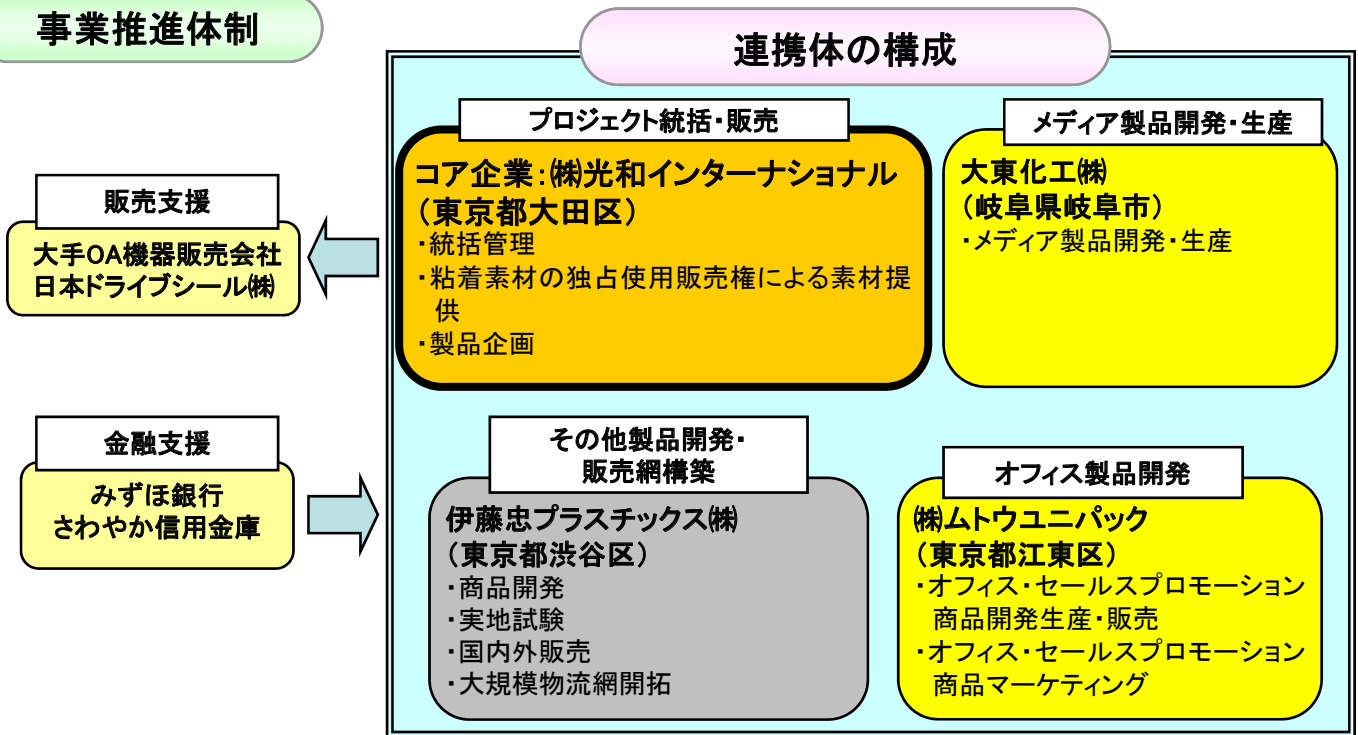 事業推進体制
連携体の構成
販売支援
大手OA機器販売会社
日本ドライブシール㈱
金融支援
みずほ銀行
さわやか信用金庫
プロジェクト統括・販売
コア企業：㈱光和インターナショナル
（東京都大田区）
・統括管理
・粘着素材の独占使用販売権による素材提
供
・製品企画
メディア製品開発・生産
大東化工㈱
（岐阜県岐阜市）
・メディア製品開発・生産
その他製品開発・
販売網構築
伊藤忠プラスチックス㈱
（東京都渋谷区）
・商品開発
・実地試験
・国内外販売
・大規模物流網開拓
オフィス製品開発
㈱ムトウユニパック
（東京都江東区）
・オフィス・セールスプロモーション
商品開発生産・販売
・オフィス・セールスプロモーション
商品マーケティング